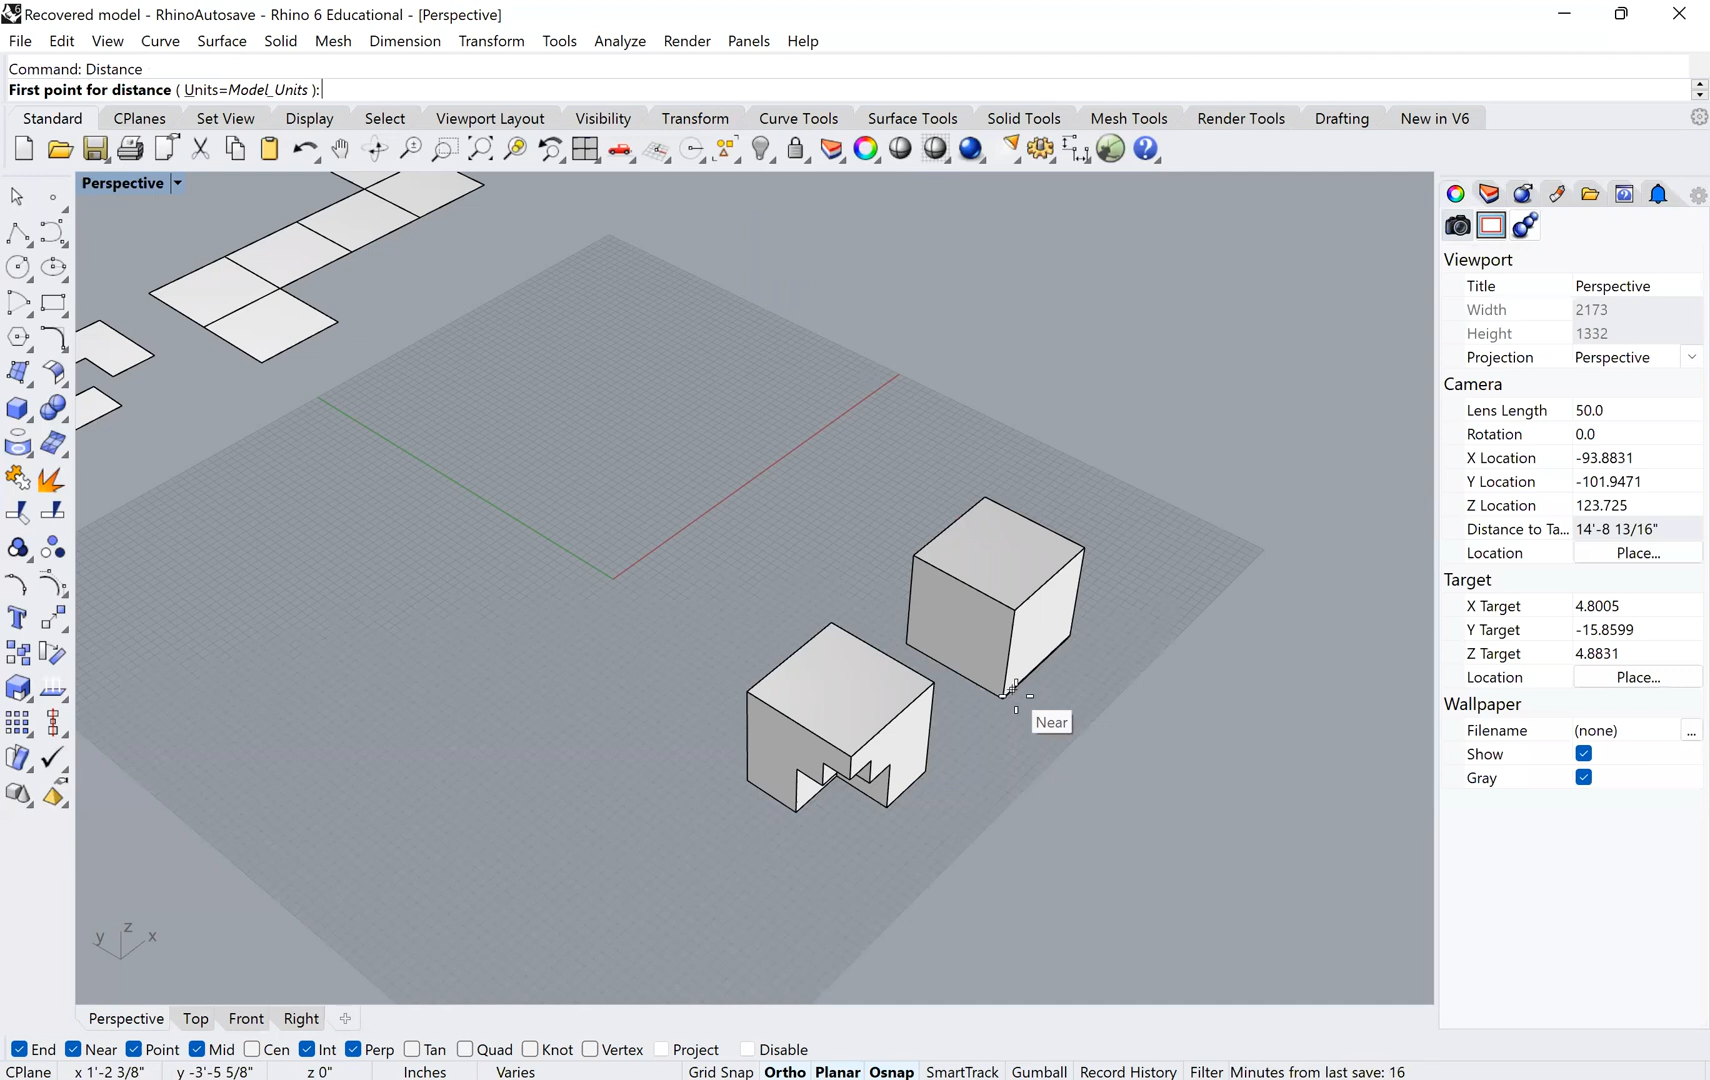 Recovered model - RhinoAutosave - Rhino 6 Educational - [Perspective]
File Edit View Curve Surface Solid Mesh Dimension Transform Tools Analyze Render Panels Help
Command: Distance
First point for distance ( Units=Model_Units ):
Standard CPlanes Set View Display Select Viewport Layout Visibility Transform Curve Tools Surface Tools Solid Tools Mesh Tools Render Tools Drafting New in V6
Perspective
Viewport
Title Perspective
Width 2173
Height 1332
Projection Perspective
Camera
Lens Length 50.0
Rotation 0.0
X Location -93.8831
Y Location -101.9471
Z Location 123.725
Distance to Ta... 14'-8 13/16"
Location Place...
Target
X Target 4.8005
Y Target -15.8599
Z Target 4.8831
Location Place...
Wallpaper
Filename (none) ...
Show
Gray
Near
z
y x
Perspective Top Front Right
End Near Point Mid Cen Int Perp Tan Quad Knot Vertex Project Disable
CPlane x 1'-2 3/8" y -3'-5 5/8" z 0" Inches Varies Grid Snap Ortho Planar Osnap SmartTrack Gumball Record History Filter Minutes from last save: 16